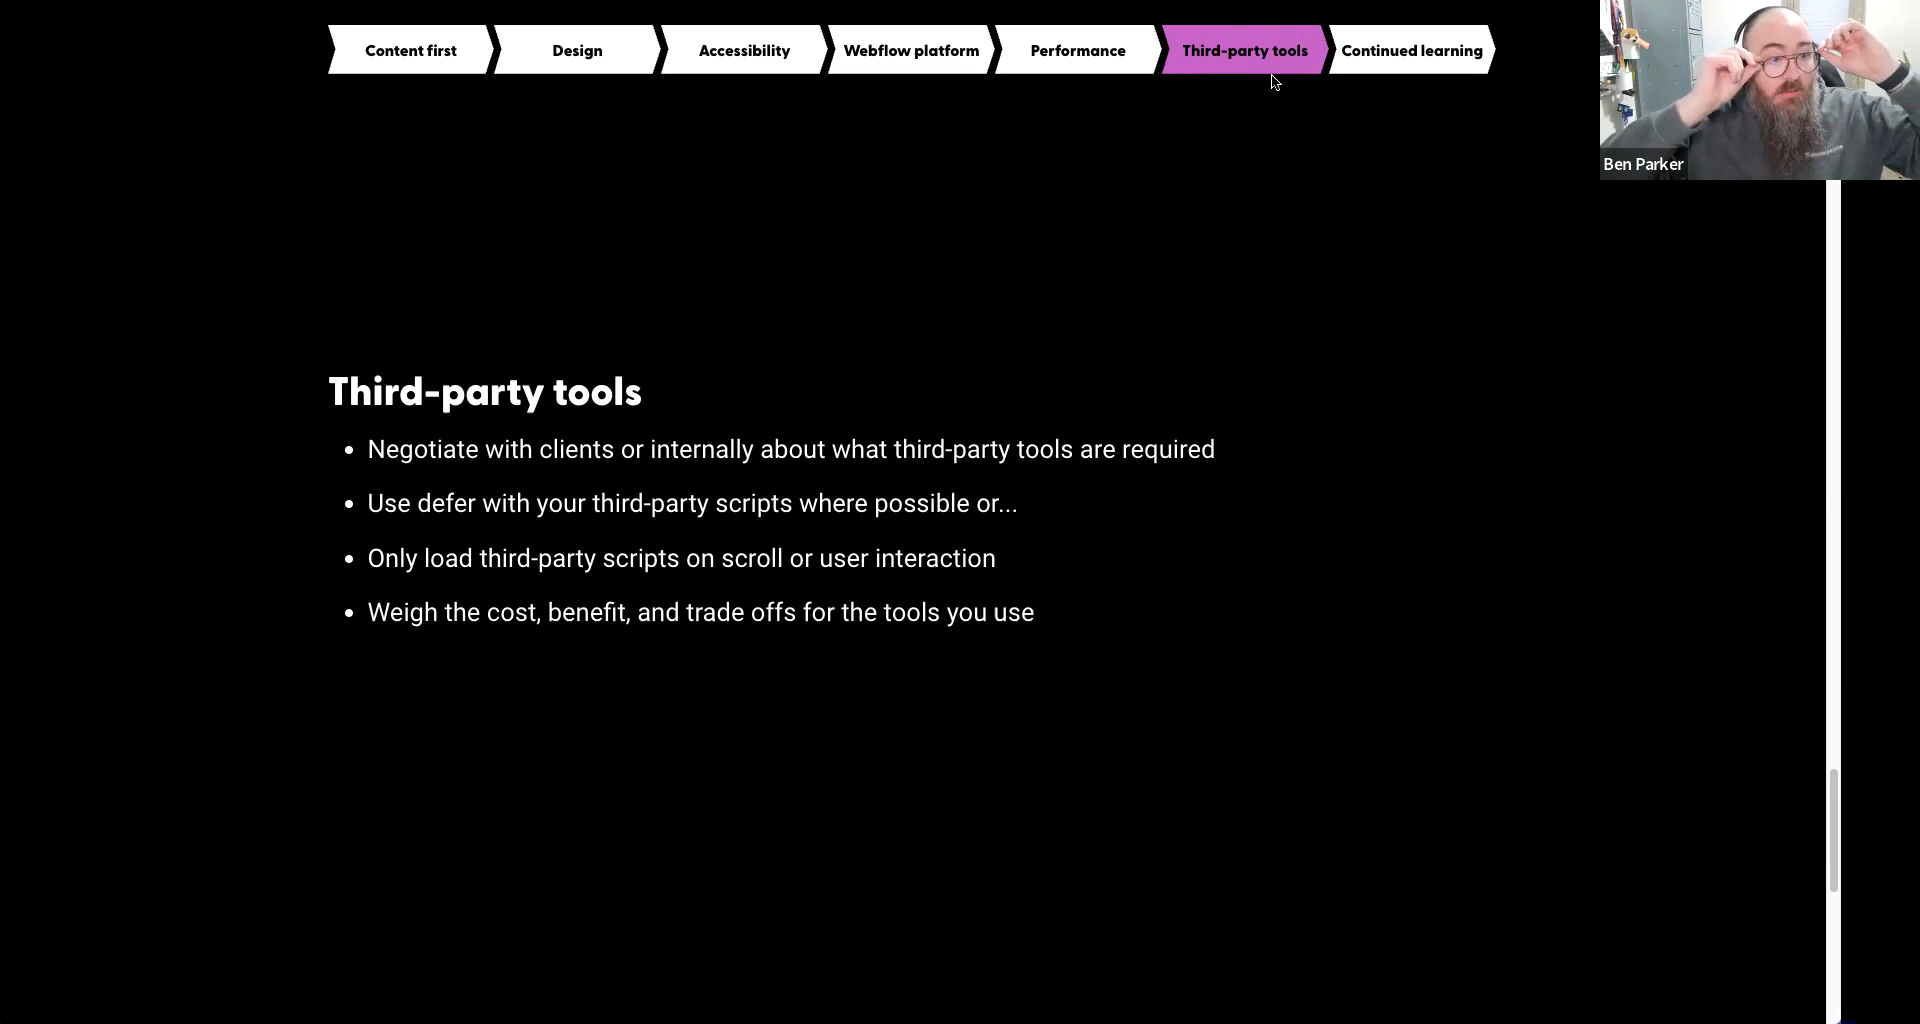 Content first
Design
Accessibility
Webflow platform
Performance
Third-party tools
Continued learning
Ben Parker
Third-party tools
• Negotiate with clients or internally about what third-party tools are required
• Use defer with your third-party scripts where possible or...
• Only load third-party scripts on scroll or user interaction
• Weigh the cost, benefit, and trade offs for the tools you use